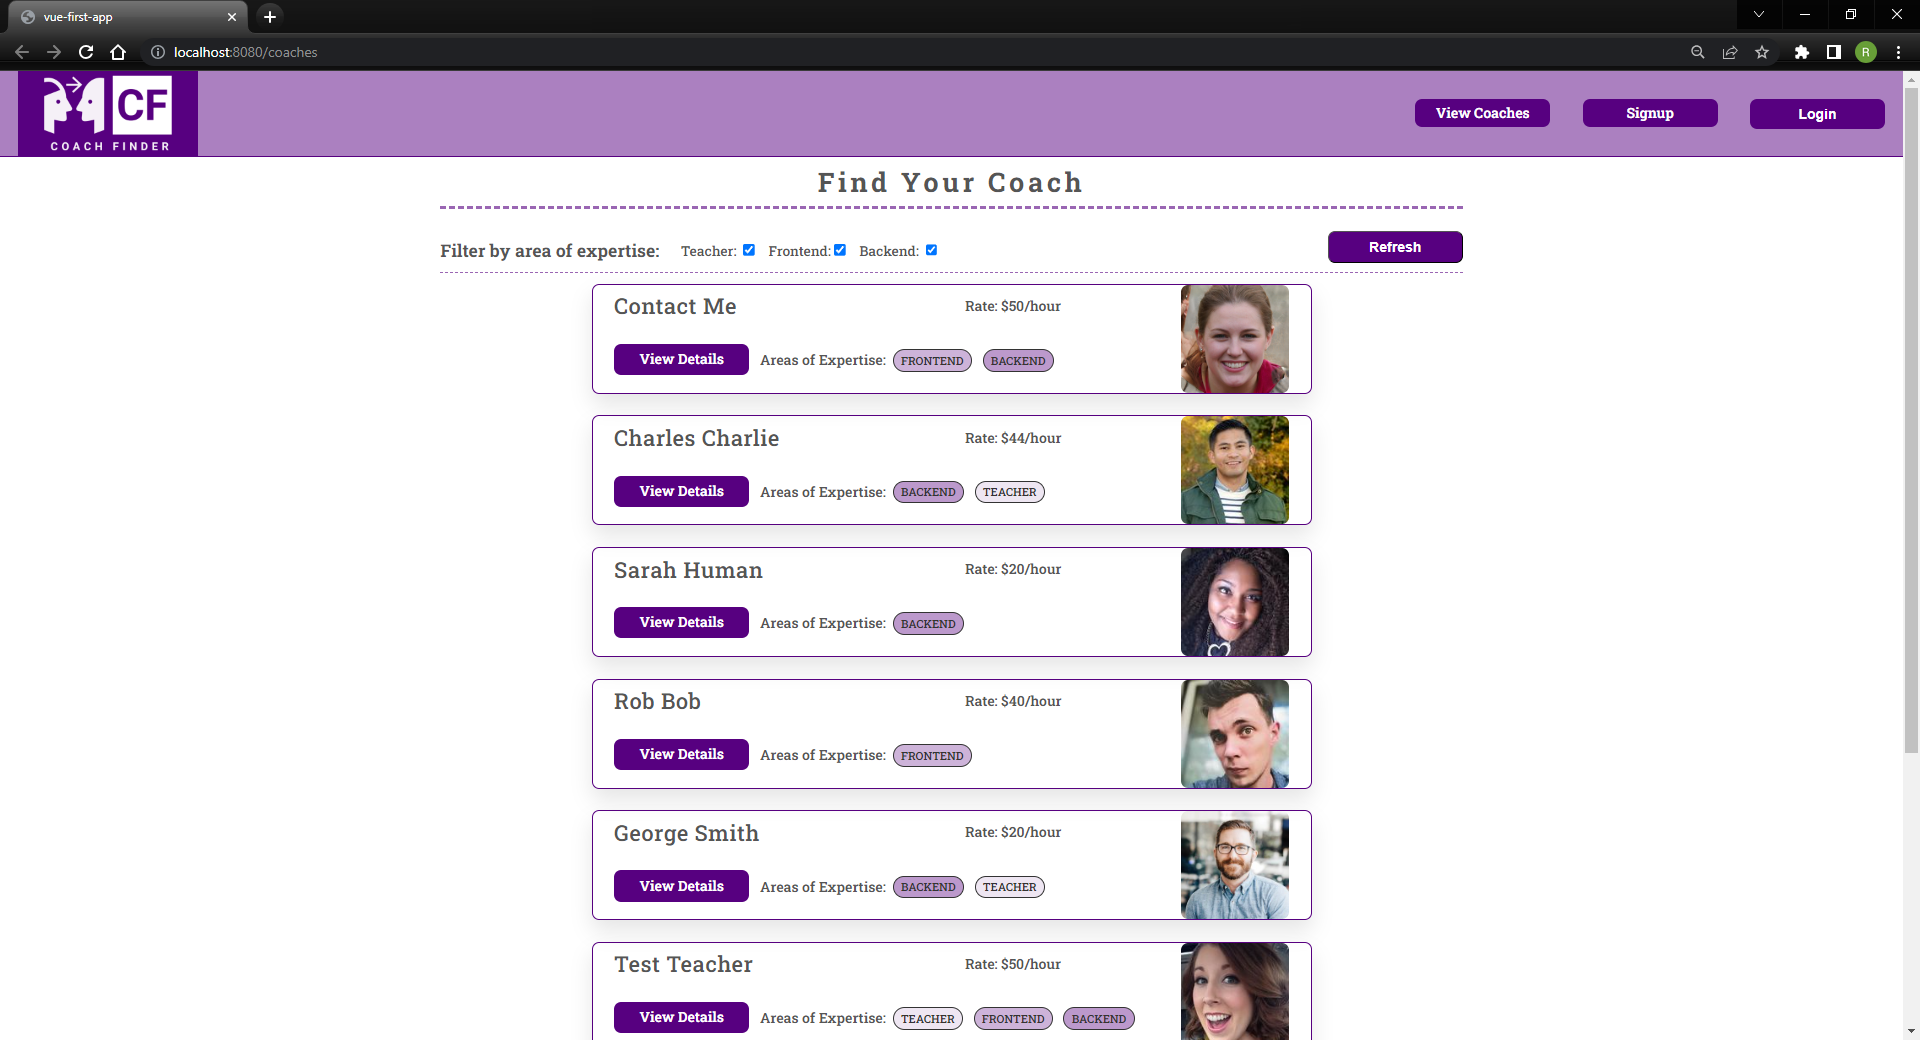 vue-first-app
localhost:8080/coaches
R
CF
COACH FINDER
View Coaches
Signup
Login
Find Your Coach
Filter by area of expertise: Teacher: Frontend: Backend:
Refresh
Contact Me
Rate: $50/hour
View Details
Areas of Expertise: FRONTEND BACKEND
Charles Charlie
Rate: $44/hour
View Details
Areas of Expertise: BACKEND TEACHER
Sarah Human
Rate: $20/hour
View Details
Areas of Expertise: BACKEND
Rob Bob
Rate: $40/hour
View Details
Areas of Expertise: FRONTEND
George Smith
Rate: $20/hour
View Details
Areas of Expertise: BACKEND TEACHER
Test Teacher
Rate: $50/hour
View Details
Areas of Expertise: TEACHER FRONTEND BACKEND